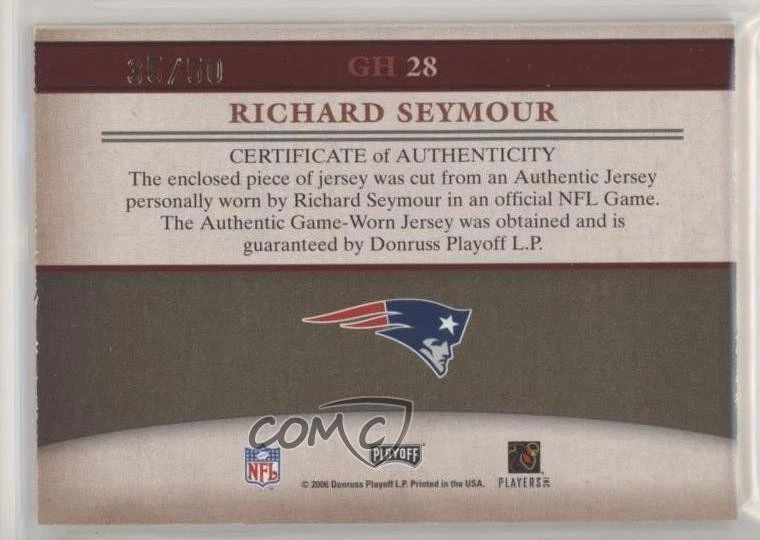 35/50 GH 28
RICHARD SEYMOUR
CERTIFICATE of AUTHENTICITY
The enclosed piece of jersey was cut from an Authentic Jersey
personally worn by Richard Seymour in an official NFL Game.
The Authentic Game-Worn Jersey was obtained and is
guaranteed by Donruss Playoff L.P.
COMC
NFL PLAYOFF
© 2006 Donruss Playoff L.P. Printed in the USA. PLAYERS INC